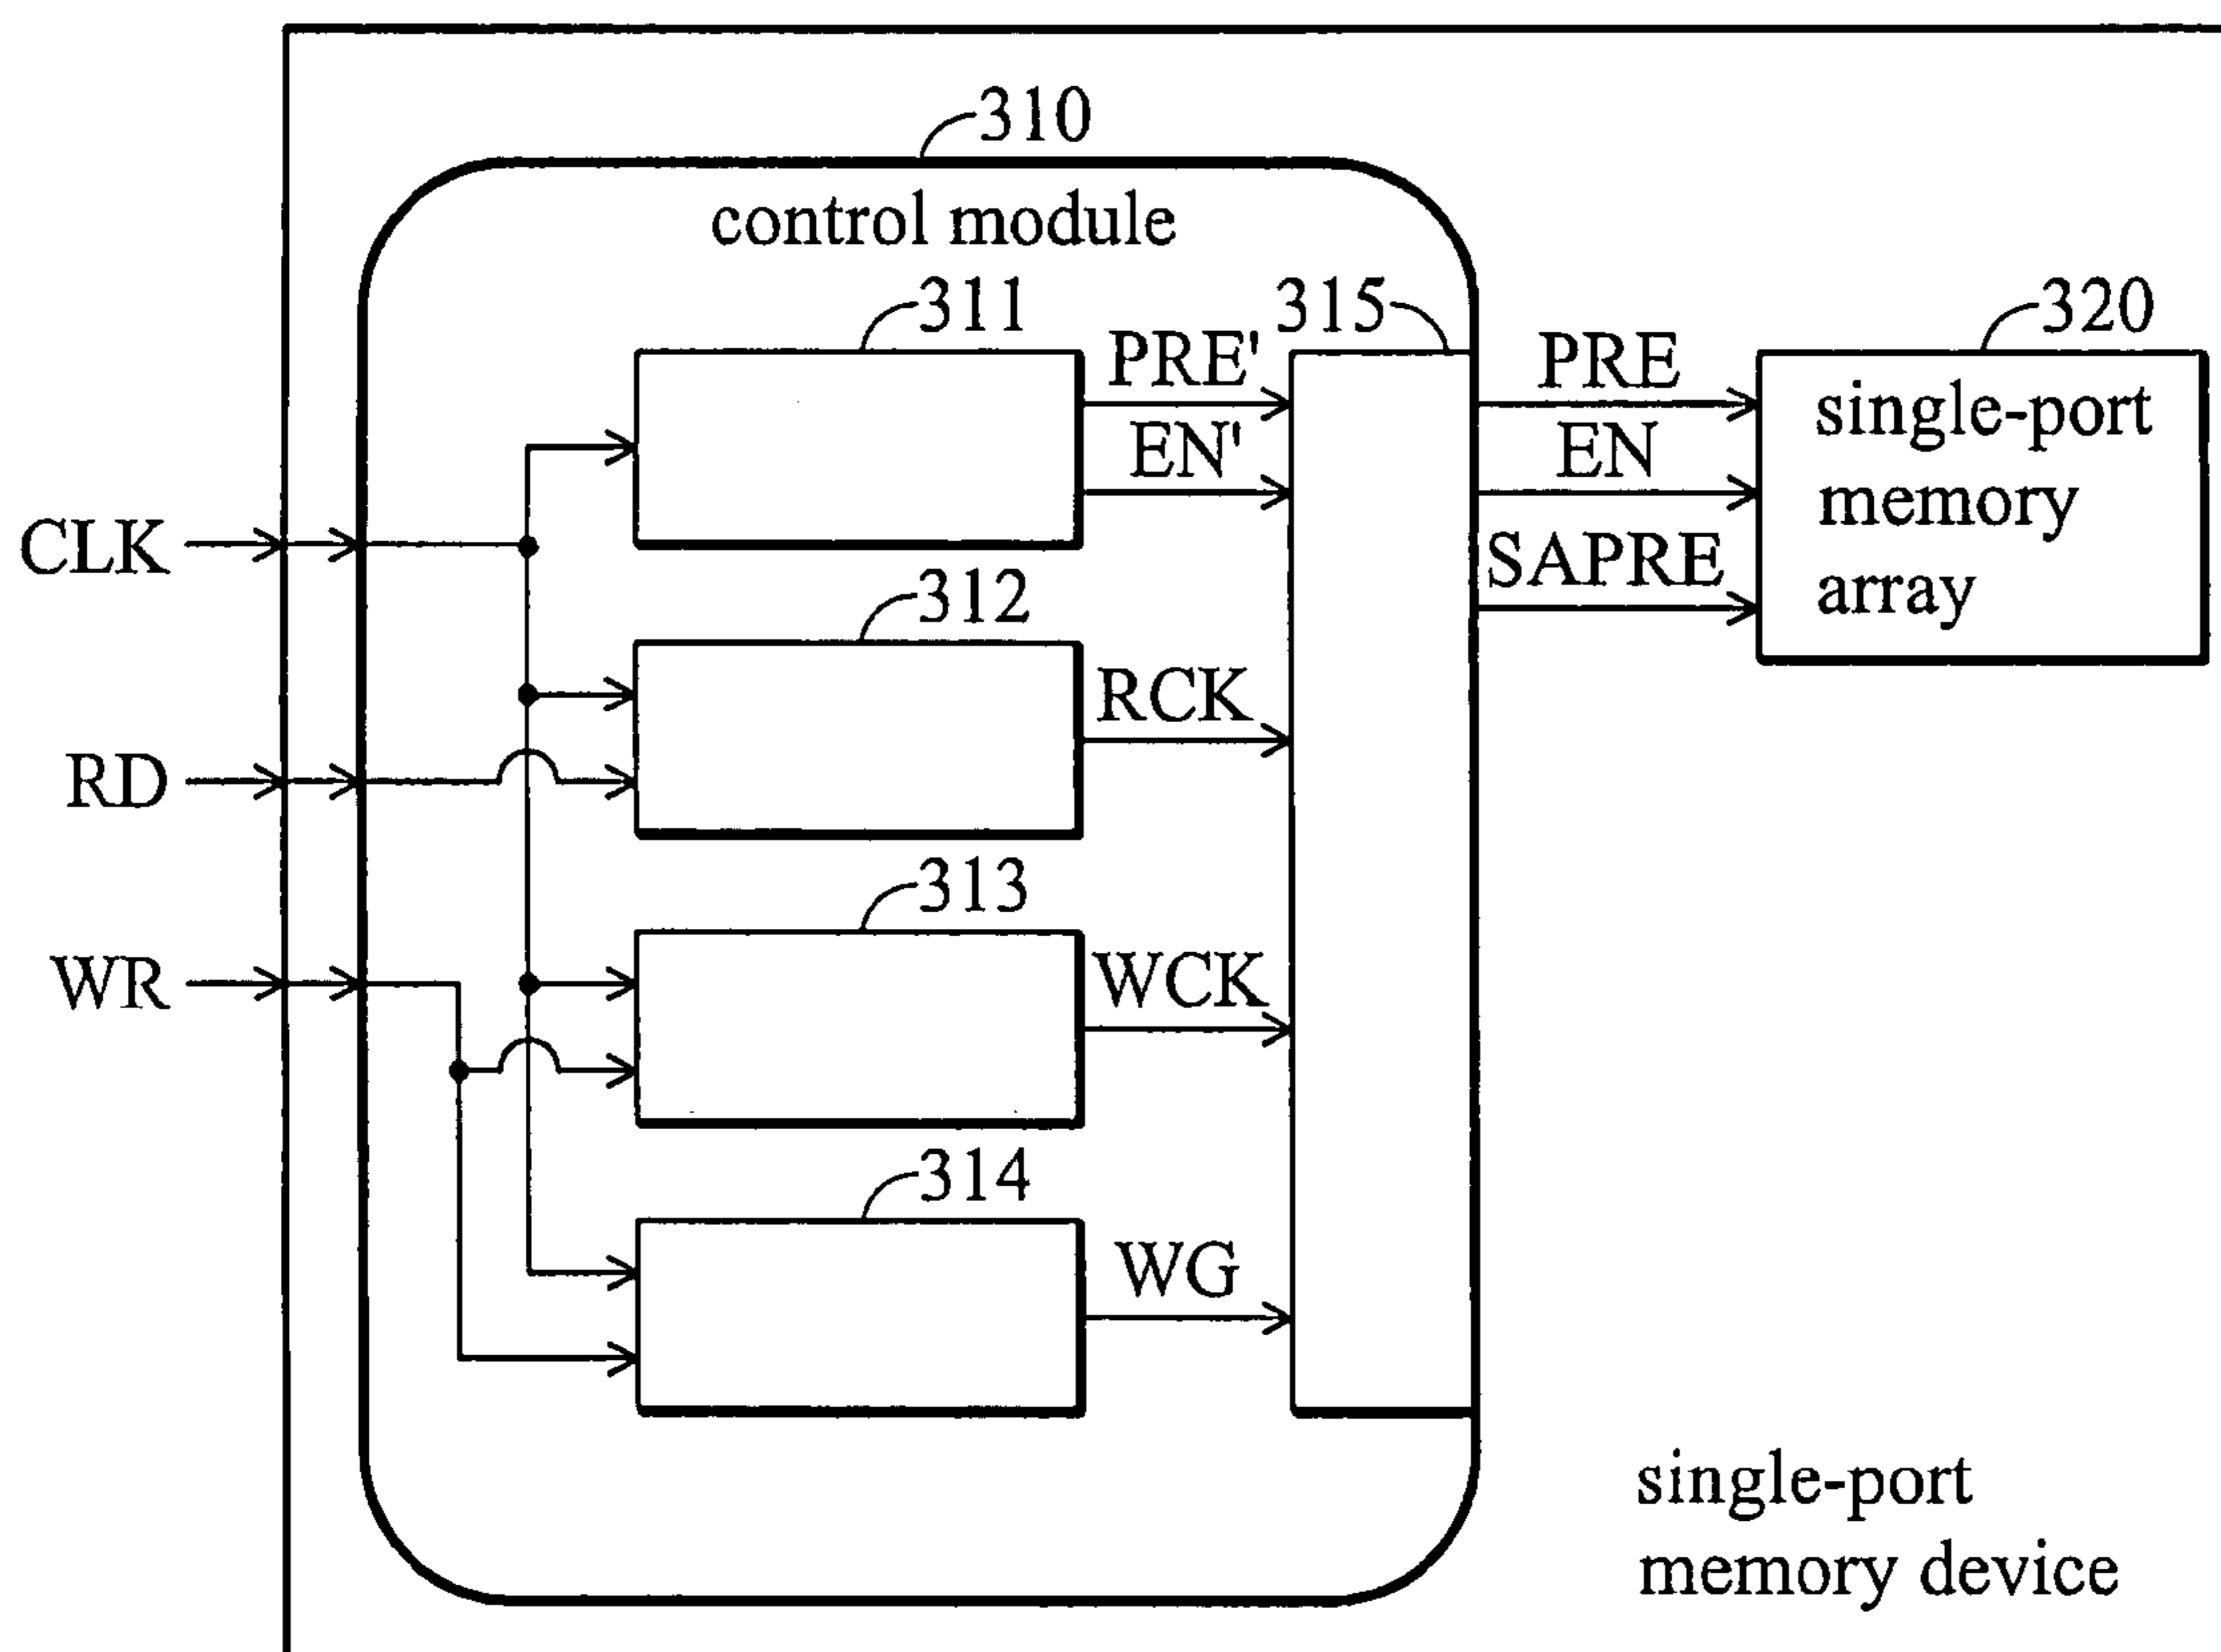 310
control module
311
315
320
PRE'
PRE
single-port
EN'
EN
memory
CLK
SAPRE
array
312
RCK
RD
313
WR
WCK
314
WG
single-port
memory device